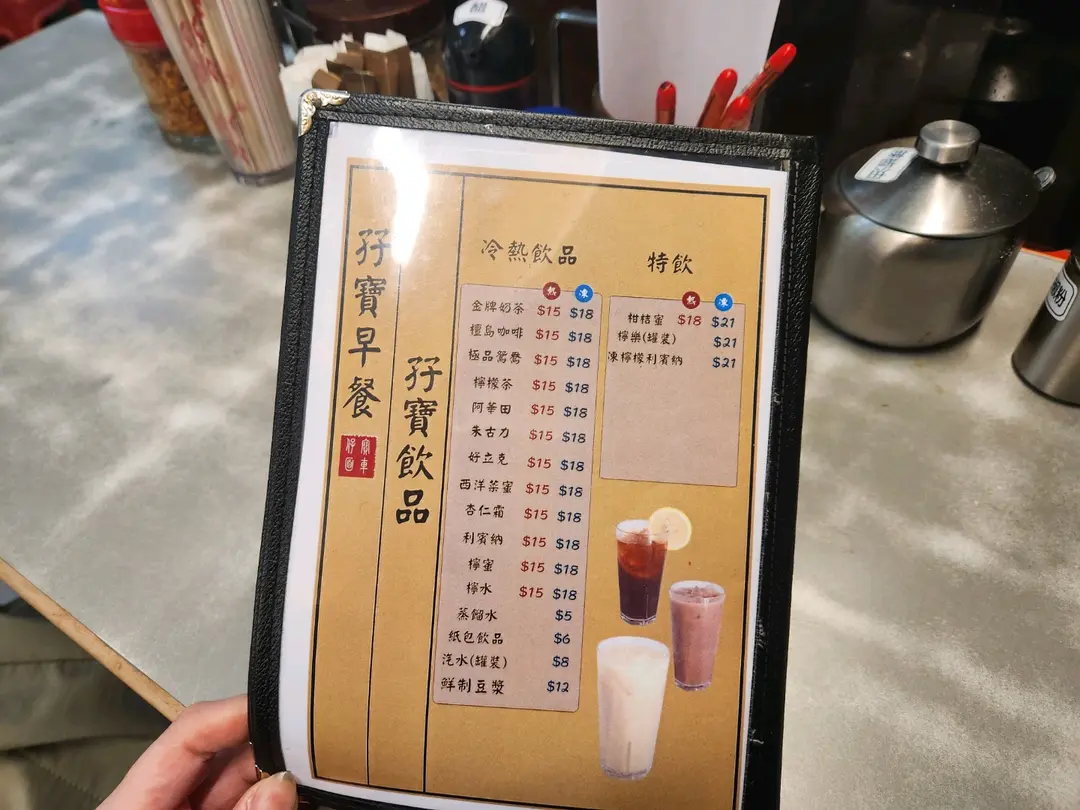 孖寶早餐
孖寶飲品
冷熱飲品
熱 凍
金牌奶茶 $15 $18
檀島咖啡 $15 $18
極品鴛鴦 $15 $18
檸檬茶 $15 $18
阿華田 $15 $18
朱古力 $15 $18
好立克 $15 $18
西洋菜蜜 $15 $18
杏仁霜 $15 $18
利賓納 $15 $18
檸蜜 $15 $18
檸水 $15 $18
蒸餾水 $5
紙包飲品 $6
汽水(罐裝) $8
鮮制豆漿 $12
特飲
熱 凍
柑桔蜜 $18 $21
檸樂(罐裝) $21
凍檸檬利賓納 $21
醋